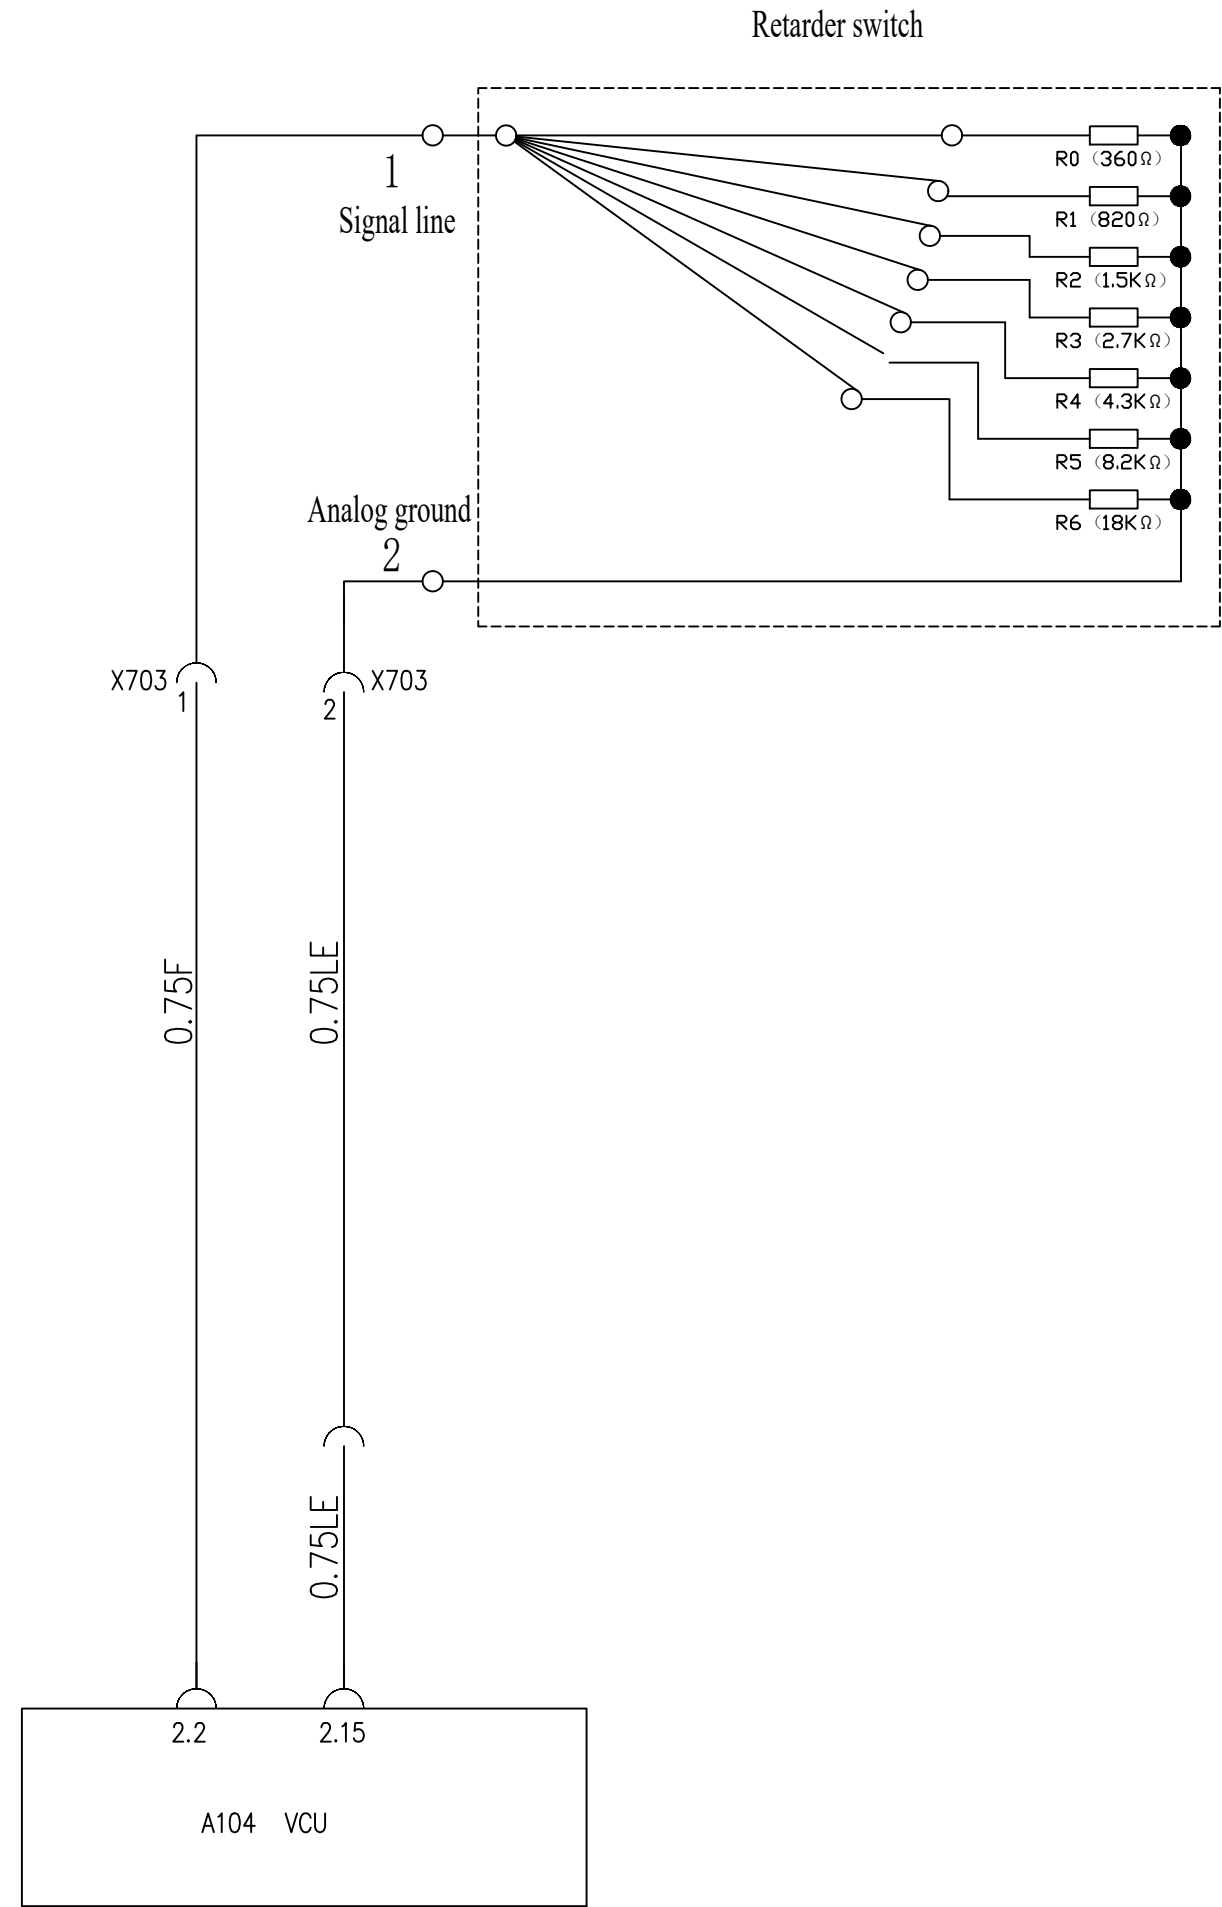 Retarder switch
R0（360Ω）
1
R1（820Ω）
Signal line
R2（1.5KΩ）
R3（2.7KΩ）
R4（4.3KΩ）
R5（8.2KΩ）
Analog ground
R6（18KΩ）
2
X703
1
X703
2
0.75F
0.75LE
0.75LE
2.2
2.15
A104 VCU